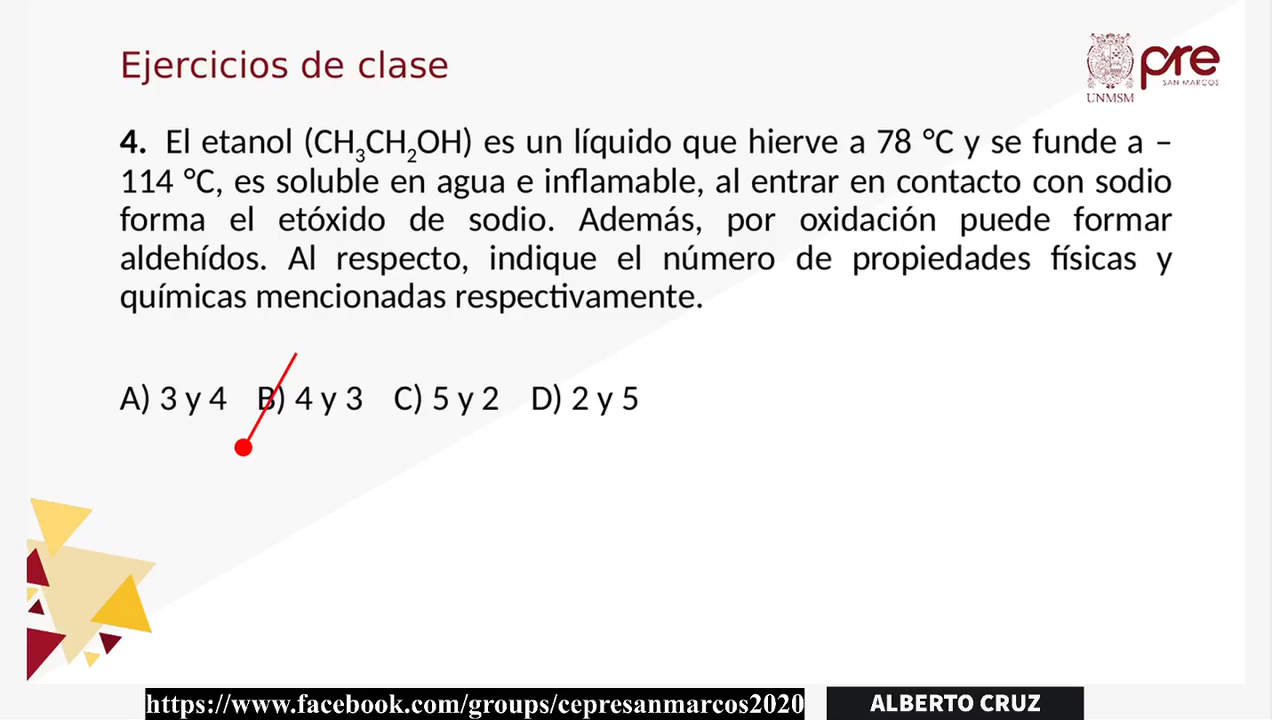 Ejercicios de clase
UNMSM
pre
SAN MARCOS
4. El etanol (CH₃CH₂OH) es un líquido que hierve a 78 °C y se funde a –
114 °C, es soluble en agua e inflamable, al entrar en contacto con sodio
forma el etóxido de sodio. Además, por oxidación puede formar
aldehídos. Al respecto, indique el número de propiedades físicas y
químicas mencionadas respectivamente.
A) 3 y 4 B) 4 y 3 C) 5 y 2 D) 2 y 5
https://www.facebook.com/groups/cepresanmarcos2020
ALBERTO CRUZ